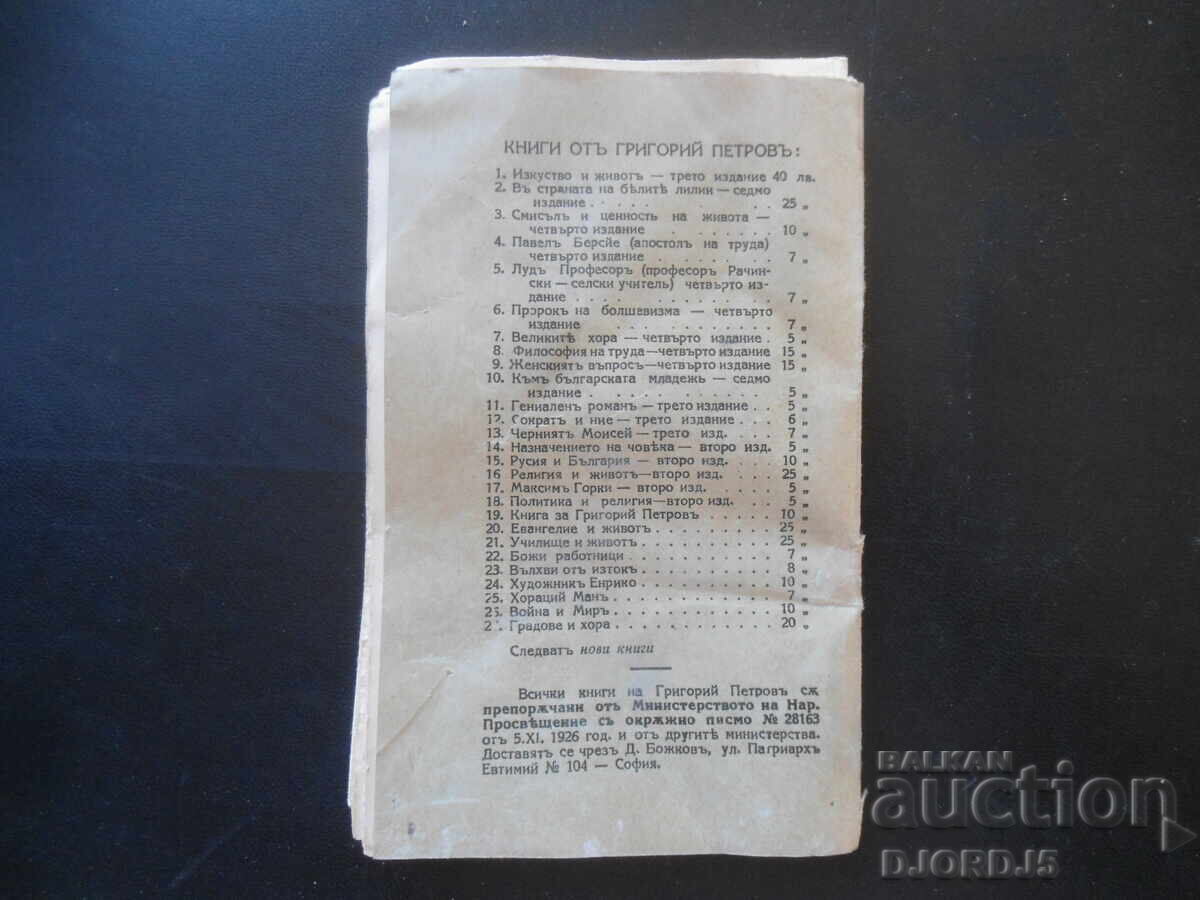 КНИГИ ОТЪ ГРИГОРИЙ ПЕТРОВЪ:
1. Изкуство и животъ — трето издание 40 лв.
2. Въ страната на бѣлитѣ лилии — седмо
издание . . . . . . . 25 „
3. Смисълъ и ценность на живота —
четвърто издание . . . . . . 10 „
4. Павелъ Берсйе (апостолъ на труда)
четвърто издание . . . . . . . 7 „
5. Лудъ Професоръ (професоръ Рачин-
ски — селски учитель) четвърто из-
дание . . . . . . . . . . . 7 „
6. Пророкъ на болшевизма — четвърто
издание . . . . . . . . . . 7 „
7. Великитѣ хора — четвърто издание . 5 „
8. Философия на труда—четвърто издание 15 „
9. Женскиятъ въпросъ—четвърто издание 15 „
10. Къмъ българската младежь — седмо
издание . . . . . . . . . . 5 „
11. Гениаленъ романъ — трето издание . . 5 „
12. Сократъ и ние — трето издание . . . 6 „
13. Черниятъ Моисей — трето изд. . . . 7 „
14. Назначението на човѣка — второ изд. 5 „
15. Русия и България — второ изд. . . . 10 „
16. Религия и животъ—второ изд. . . . 25 „
17. Максимъ Горки — второ изд. . . . . 5 „
18. Политика и религия—второ изд. . . . 5 „
19. Книга за Григорий Петровъ . . . . . 10 „
20. Евангелие и животъ . . . . . . . . 25 „
21. Училище и животъ . . . . . . . . . 25 „
22. Божи работници . . . . . . . . . . 7 „
23. Вълхви отъ изтокъ . . . . . . . . . 8 „
24. Художникъ Енрико . . . . . . . . . 10 „
25. Хораций Манъ . . . . . . . . . . . 7 „
26. Война и Миръ . . . . . . . . . . . 10 „
2 . Градове и хора . . . . . . . . . . . 20 „
Следватъ нови книги
Всички книги на Григорий Петровъ сѫ
препорѫчани отъ Министерството на Нар.
Просвѣщение съ окрѫжно писмо № 28163
отъ 5.XI. 1926 год. и отъ другитѣ министерства.
Доставятъ се чрезъ Д. Божковъ, ул. Патриархъ
Евтимий № 104 — София.
BALKAN
auction
DJORDJ5